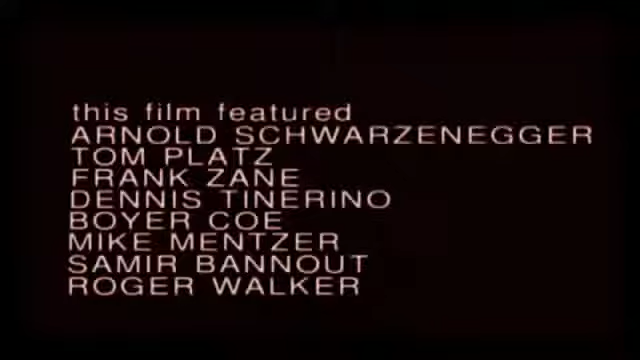 this film featured
ARNOLD SCHWARZENEGGER
TOM PLATZ
FRANK ZANE
DENNIS TINERINO
BOYER COE
MIKE MENTZER
SAMIR BANNOUT
ROGER WALKER